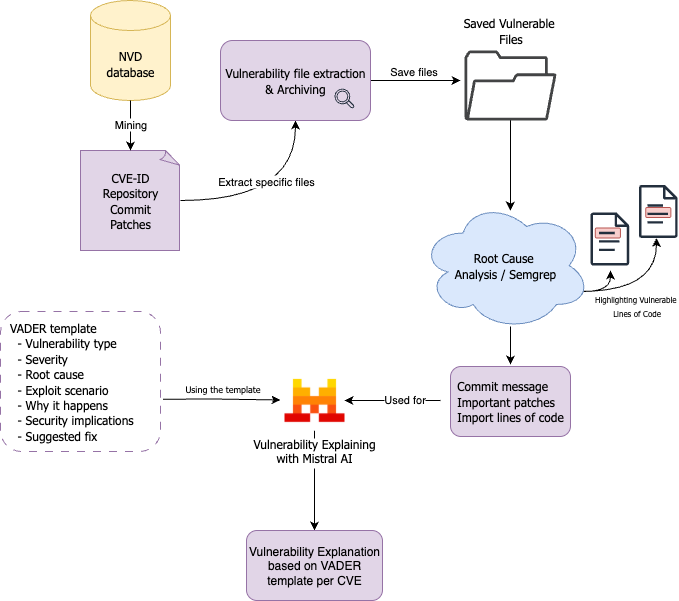 NVD
database
Mining
CVE-ID
Repository
Commit
Patches
Extract specific files
Vulnerability file extraction
& Archiving
Save files
Saved Vulnerable
Files
Root Cause
Analysis / Semgrep
Highlighting Vulnerable
Lines of Code
Commit message
Important patches
Import lines of code
Used for
VADER template
- Vulnerability type
- Severity
- Root cause
- Exploit scenario
- Why it happens
- Security implications
- Suggested fix
Using the template
Vulnerability Explaining
with Mistral AI
Vulnerability Explanation
based on VADER
template per CVE